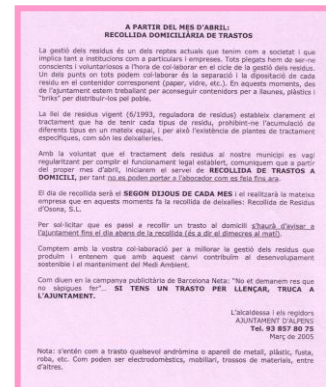 A PARTIR DEL MES D'ABRIL:
RECOLLIDA DOMICILIÀRIA DE TRASTOS
La gestió dels residus és un dels reptes actuals que tenim com a societat i que
implica tant a institucions com a particulars i empreses. Tots plegats hem de ser-ne
conscients i voluntariosos a l'hora de col·laborar en el cicle de la gestió dels residus.
Un dels punts on tots podem col·laborar és la separació i la dipositació de cada
residu en el contenidor corresponent (paper, vidre, etc.). En aquests moments, des
de l'ajuntament estem treballant per aconseguir contenidors per a llaunes, plàstics i
"briks" per distribuir-los pel poble.
La llei de residus vigent (6/1993, reguladora de residus) estableix clarament el
tractament que ha de tenir cada tipus de residu, prohibint-ne l'acumulació de
diferents tipus en un mateix espai, i per això l'existència de plantes de tractament
específiques, com són les deixalleries.
Amb la voluntat que el tractament dels residus al nostre municipi es vagi
regularitzant per complir el funcionament legal establert, comuniquem que a partir
del proper mes d'abril, iniciarem el servei de RECOLLIDA DE TRASTOS A
DOMICILI, per tant no es poden portar a l'abocador com es feia fins ara.
El dia de recollida serà el SEGON DIJOUS DE CADA MES i el realitzarà la mateixa
empresa que en aquests moments fa la recollida de deixalles: Recollida de Residus
d'Osona, S.L.
Per sol·licitar que es passi a recollir un trasto al domicili s'haurà d'avisar a
l'ajuntament fins el dia abans de la recollida (és a dir el dimecres al matí).
Comptem amb la vostra col·laboració per a millorar la gestió dels residus que
produïm i entenem que amb aquest canvi contribuïm al desenvolupament
sostenible i el manteniment del Medi Ambient.
Com diuen en la campanya publicitària de Barcelona Neta: "No et demanem res que
no sàpigues fer"... SI TENS UN TRASTO PER LLENÇAR, TRUCA A
L'AJUNTAMENT.
L'alcaldessa i els regidors
AJUNTAMENT D'ALPENS
Tel. 93 857 80 75
Març de 2005
Nota: s'entén com a trasto qualsevol andròmina o aparell de metall, plàstic, fusta,
roba, etc. Com poden ser electrodomèstics, mobiliari, trossos de materials, entre
d'altres.